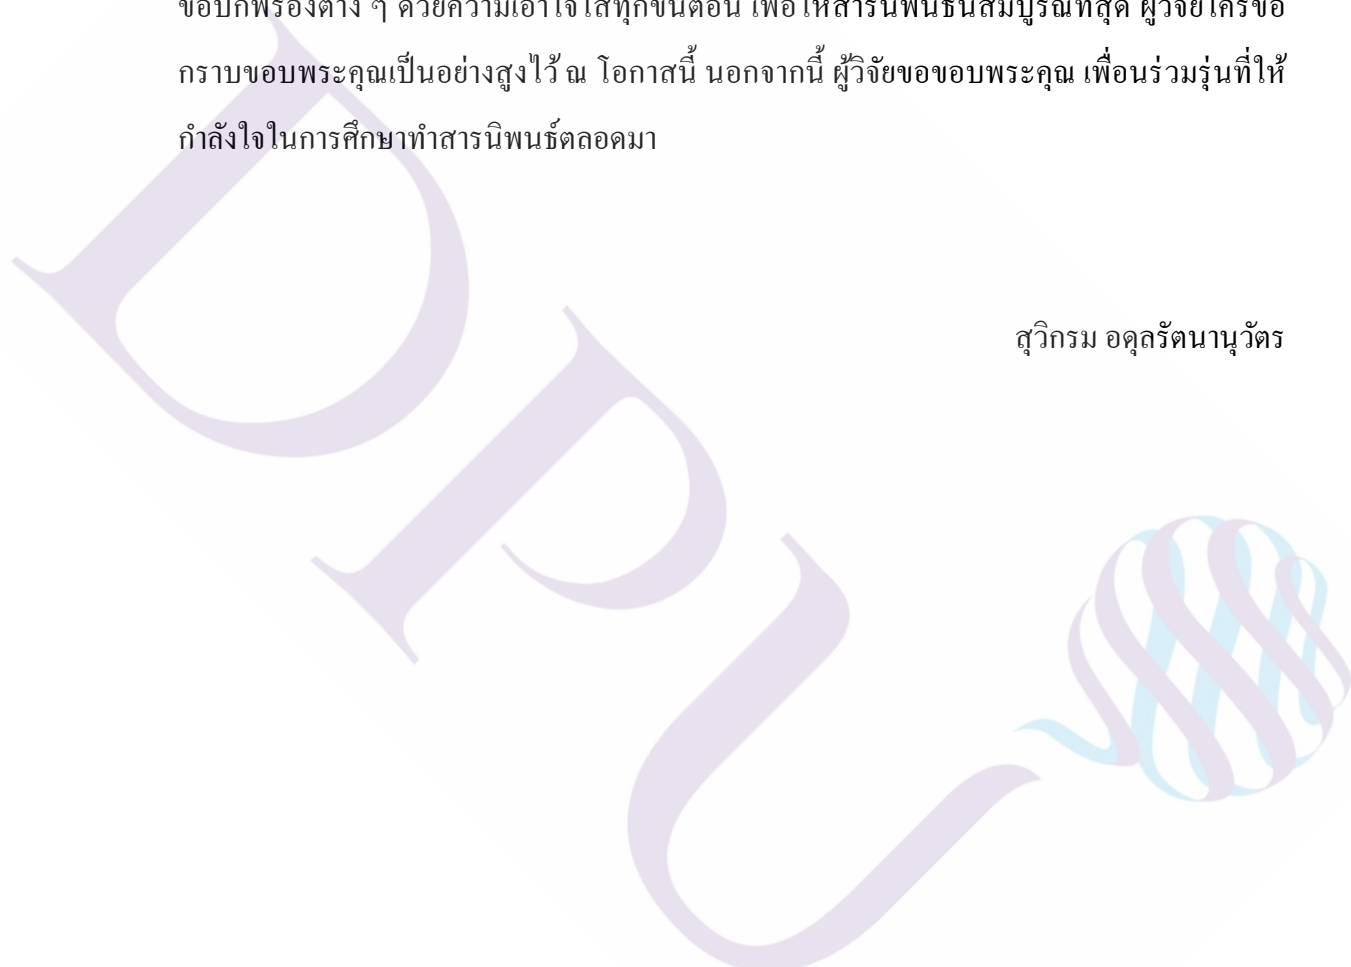 ข้อบกพร่องต่าง ๆ ด้วยความเอาใจใส่ทุกขั้นตอน เพื่อให้สารนิพนธ์นี้สมบูรณ์ที่สุด ผู้วิจัยใคร่ขอ
กราบขอบพระคุณเป็นอย่างสูงไว้ ณ โอกาสนี้ นอกจากนี้ ผู้วิจัยขอขอบพระคุณ เพื่อนร่วมรุ่นที่ให้
กำลังใจในการศึกษาทำสารนิพนธ์ตลอดมา
สุวิกรม อดุลรัตนานุวัตร
DPU